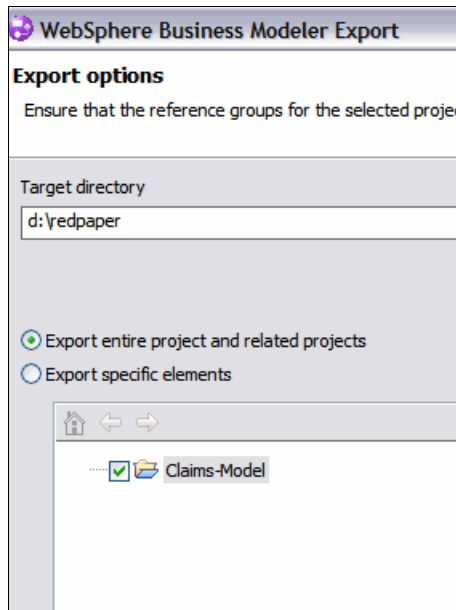 WebSphere Business Modeler Export
Export options
Ensure that the reference groups for the selected
Target directory
d:\redpaper
Export entire project and related projects
Export specific elements
Claims-Model